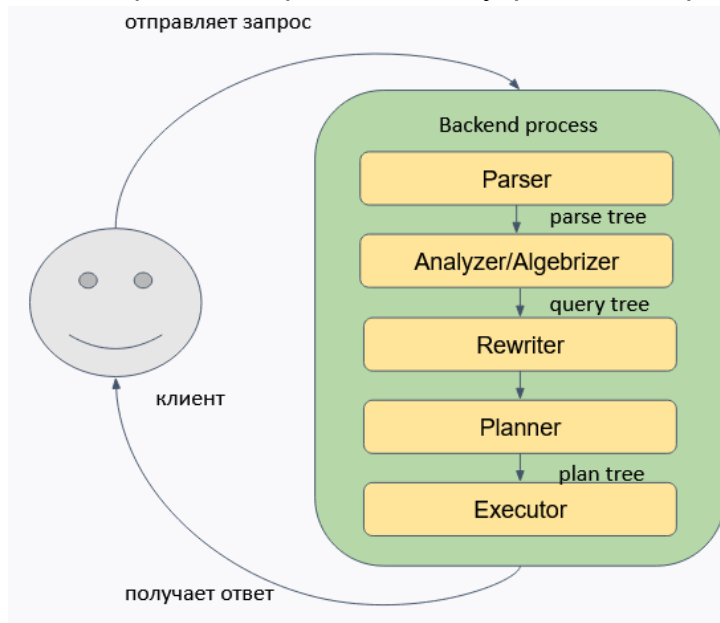 отправляет запрос
Backend process
Parser
parse tree
Analyzer/Algebrizer
query tree
Rewriter
клиент
Planner
plan tree
Executor
получает ответ